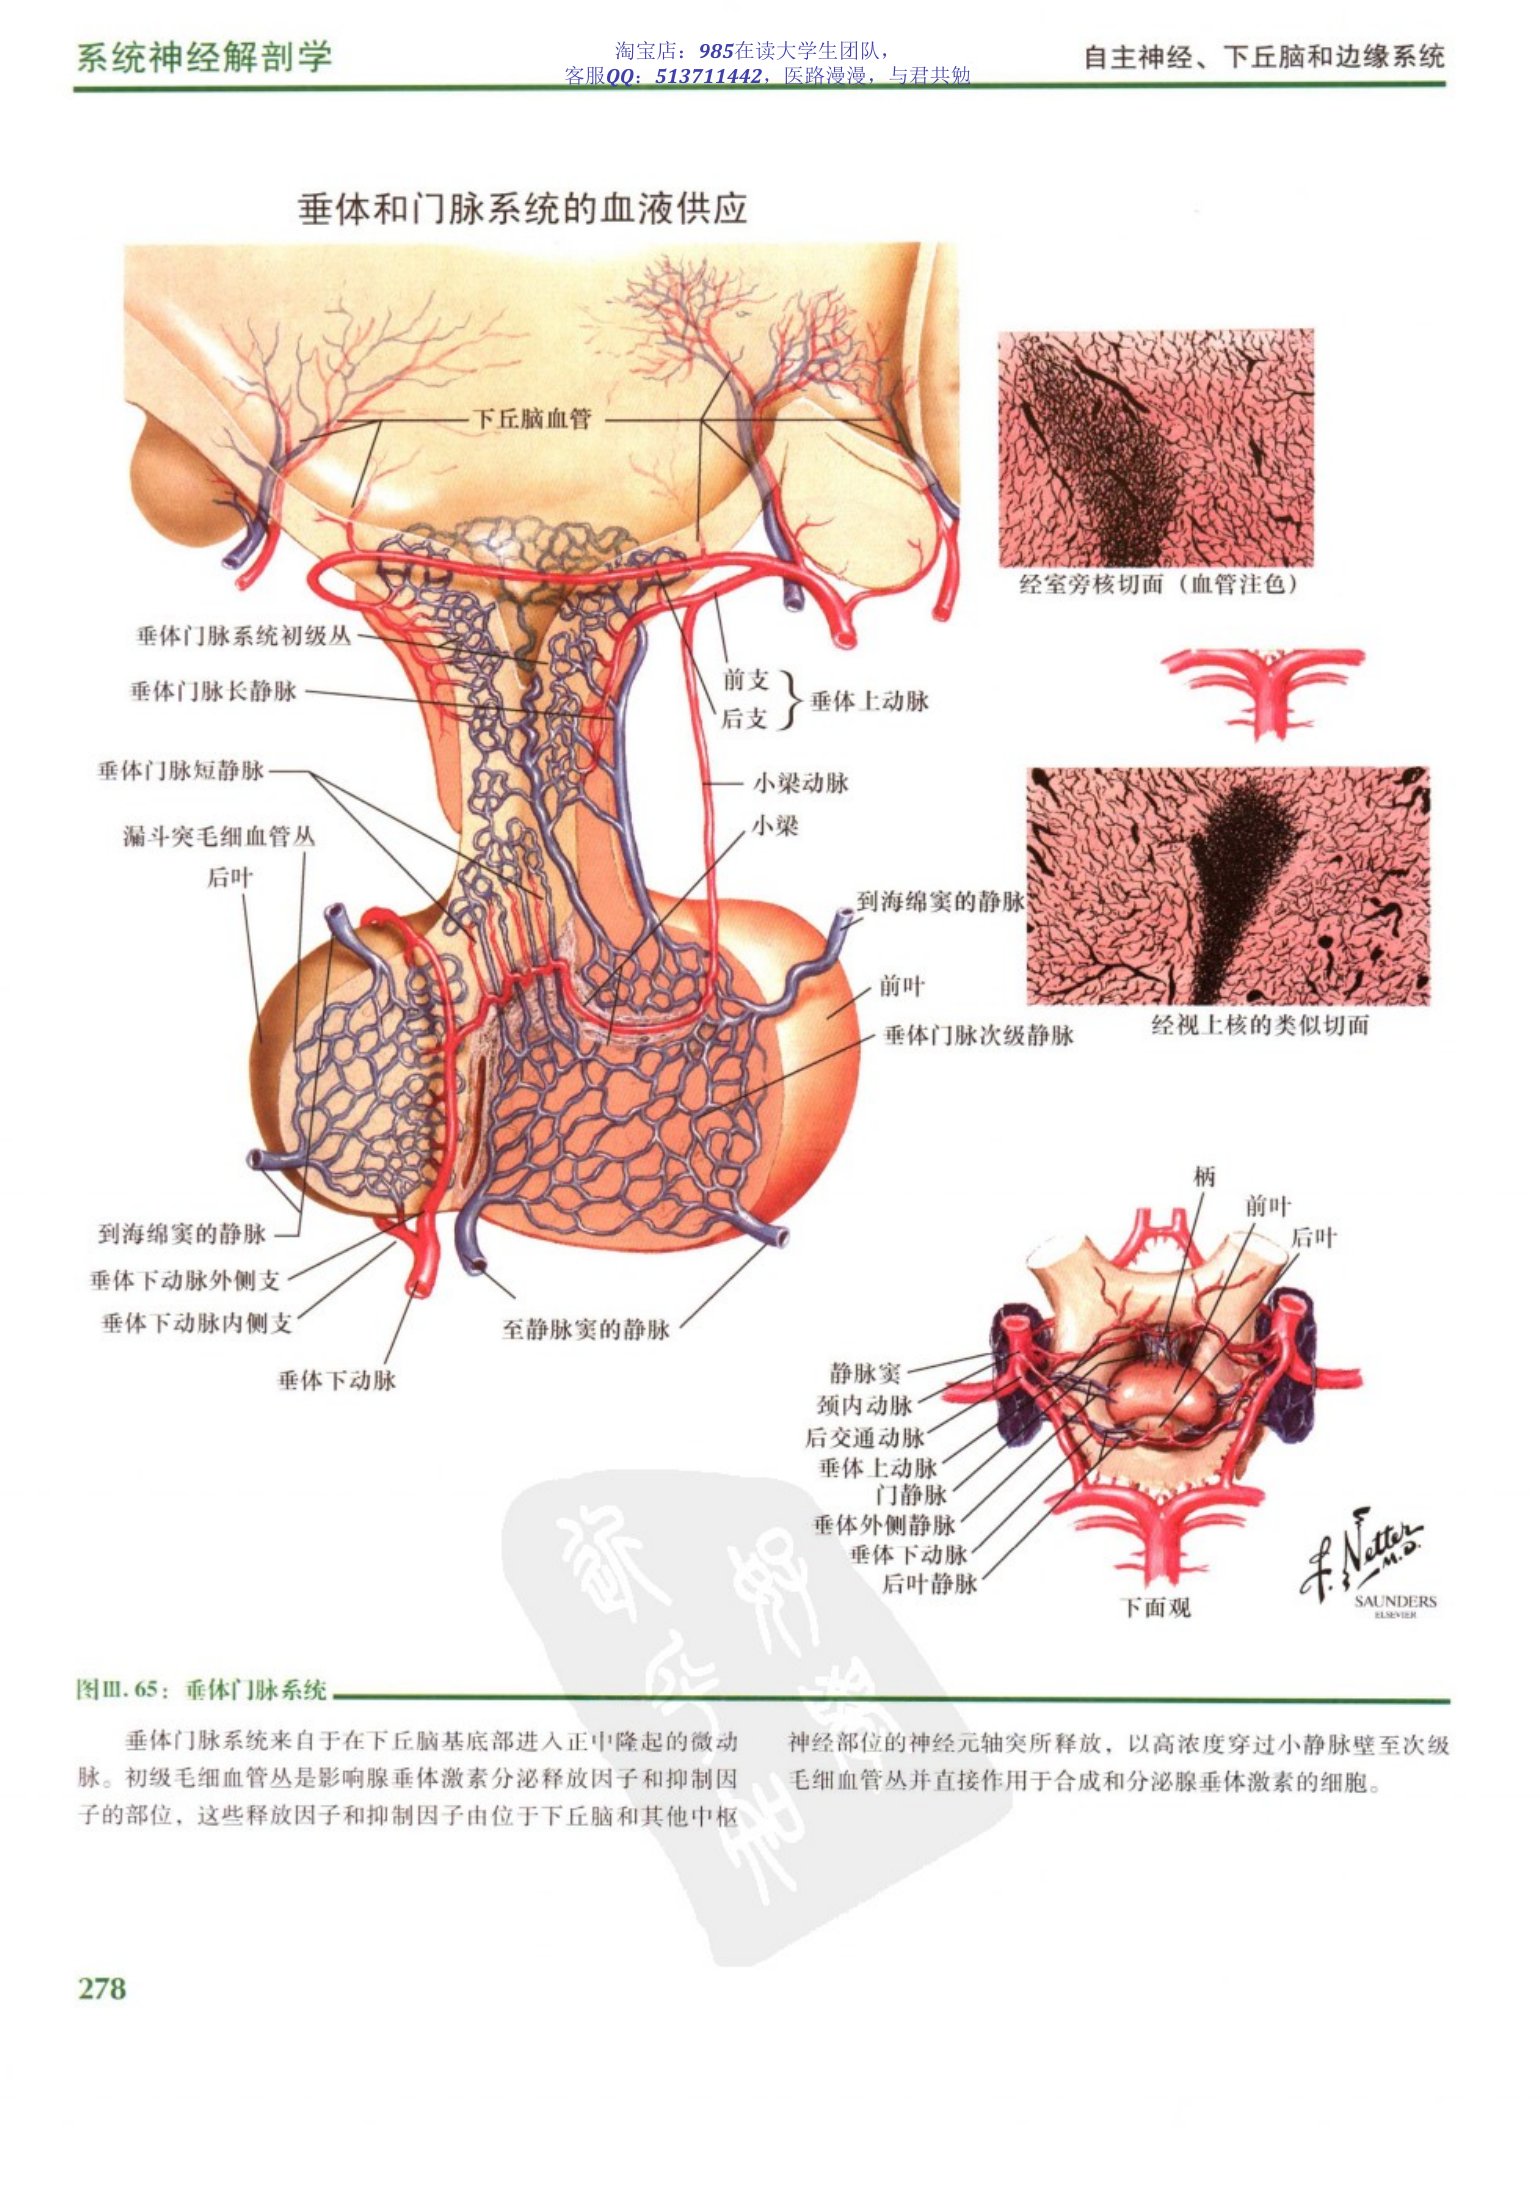 系统神经解剖学
淘宝店：985在读大学生团队，
客服QQ：513711442，医路漫漫，与君共勉
自主神经、下丘脑和边缘系统
垂体和门脉系统的血液供应
下丘脑血管
经室旁核切面（血管注色）
垂体门脉系统初级丛
垂体门脉长静脉
前支
后支
垂体上动脉
垂体门脉短静脉
小梁动脉
小梁
漏斗突毛细血管丛
后叶
到海绵窦的静脉
前叶
垂体门脉次级静脉
经视上核的类似切面
到海绵窦的静脉
垂体下动脉外侧支
垂体下动脉内侧支
垂体下动脉
至静脉窦的静脉
柄
前叶
后叶
静脉窦
颈内动脉
后交通动脉
垂体上动脉
门静脉
垂体外侧静脉
垂体下动脉
后叶静脉
下面观
F. Netter
M.D.
SAUNDERS
ELSEVIER
图Ⅲ.65：垂体门脉系统
垂体门脉系统来自于在下丘脑基底部进入正中隆起的微动
脉。初级毛细血管丛是影响腺垂体激素分泌释放因子和抑制因
子的部位，这些释放因子和抑制因子由位于下丘脑和其他中枢
神经部位的神经元轴突所释放，以高浓度穿过小静脉壁至次级
毛细血管丛并直接作用于合成和分泌腺垂体激素的细胞。
278